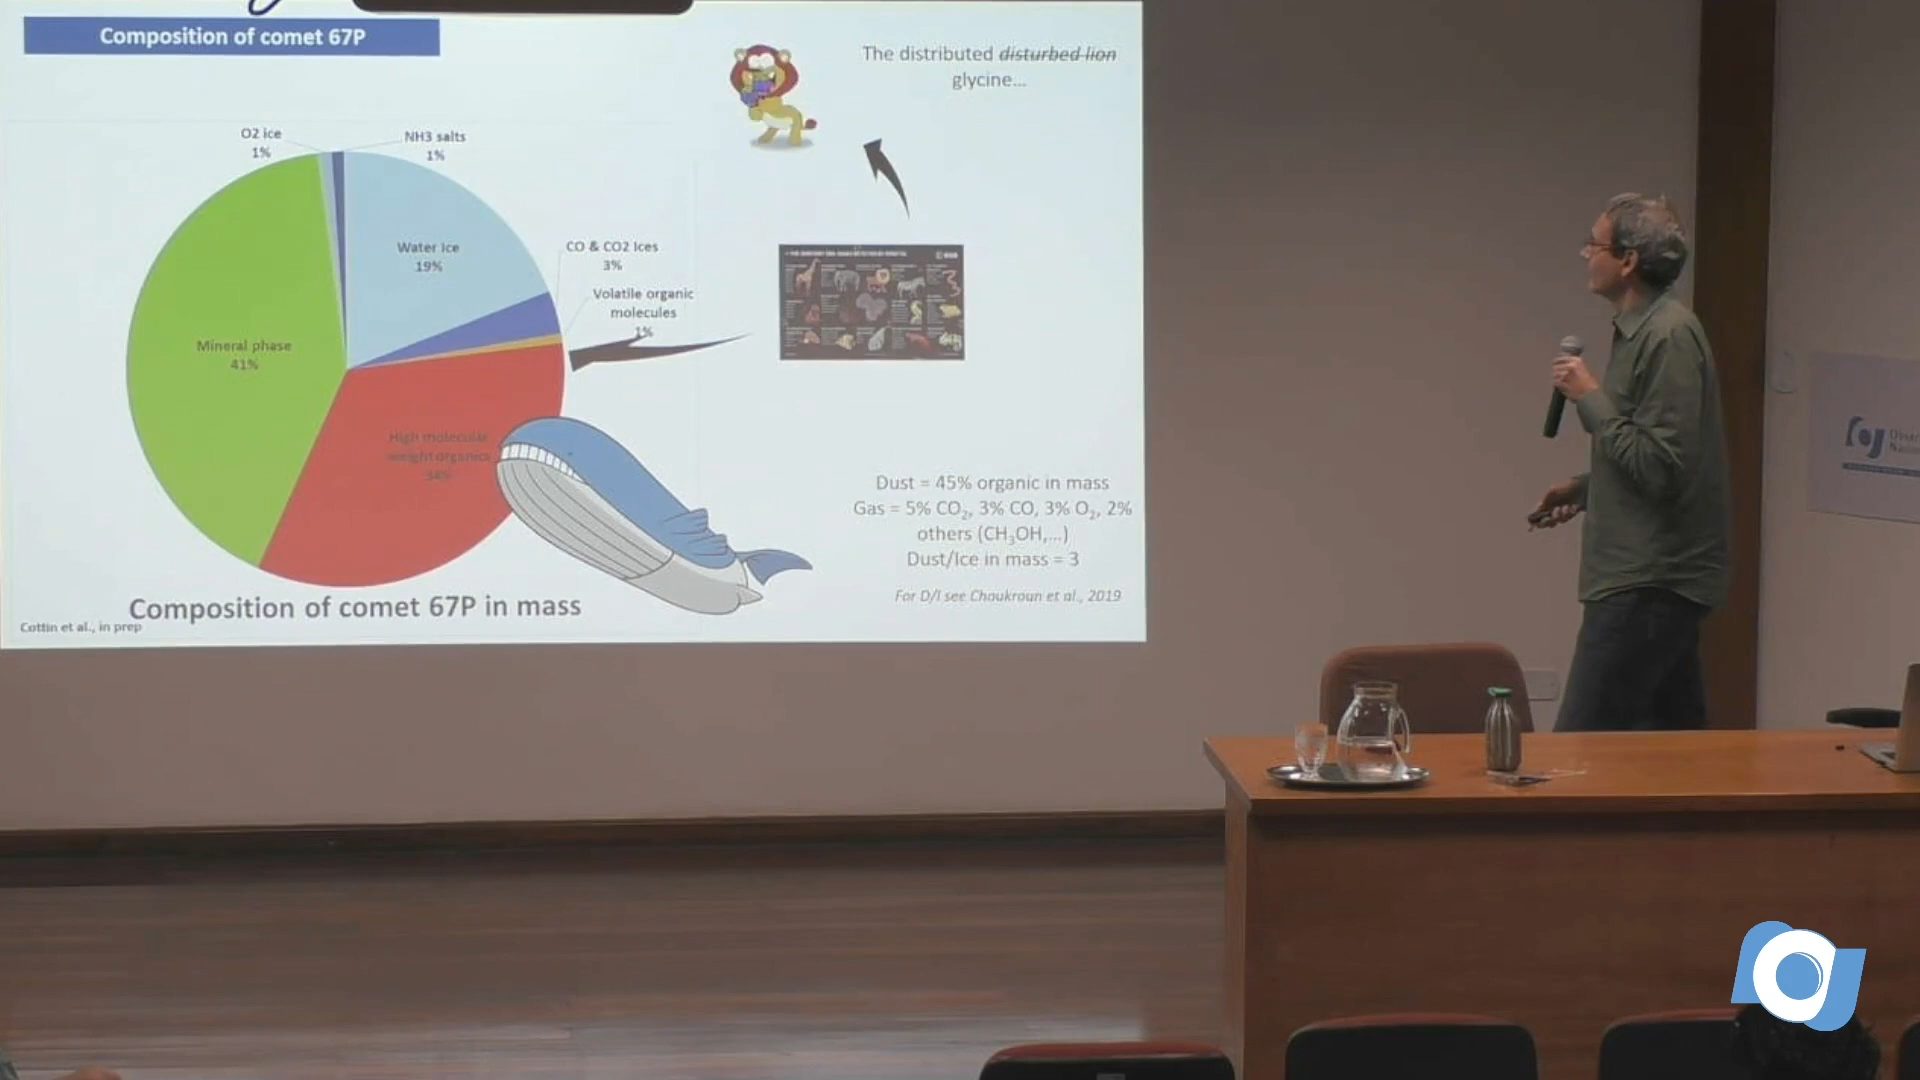 Composition of comet 67P
The distributed disturbed lion
glycine...
O2 ice
1%
NH3 salts
1%
Water Ice
19%
CO & CO2 Ices
3%
Volatile organic
molecules
1%
Mineral phase
41%
High molecular
weight organics
34%
Dust = 45% organic in mass
Gas = 5% CO2, 3% CO, 3% O2, 2%
others (CH3OH,...)
Dust/Ice in mass = 3
For D/I see Choukroun et al., 2019
Composition of comet 67P in mass
Cottin et al., in prep